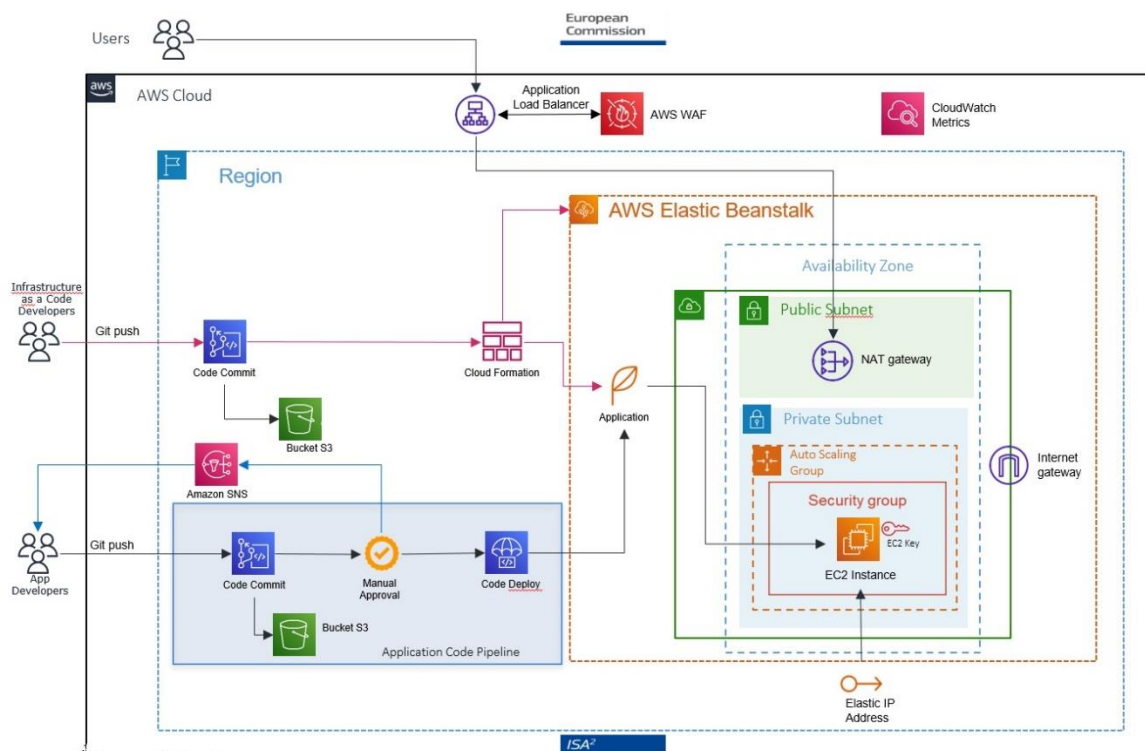 European
Commission
Users
aws
AWS Cloud
Application
Load Balancer
AWS WAF
CloudWatch
Metrics
Region
AWS Elastic Beanstalk
Availability Zone
Infrastructure
as a Code
Developers
Git push
Code Commit
Cloud Formation
Bucket S3
Application
Public Subnet
NAT gateway
Private Subnet
Auto Scaling
Group
Security group
EC2 Key
EC2 Instance
Internet
gateway
Amazon SNS
App
Developers
Git push
Code Commit
Manual
Approval
Code Deploy
Bucket S3
Application Code Pipeline
Elastic IP
Address
ISA²